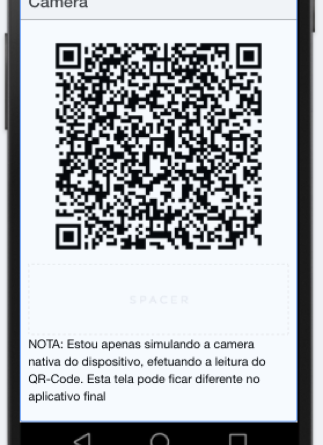 Camera
SPACER
NOTA: Estou apenas simulando a camera
nativa do dispositivo, efetuando a leitura do
QR-Code. Esta tela pode ficar diferente no
aplicativo final